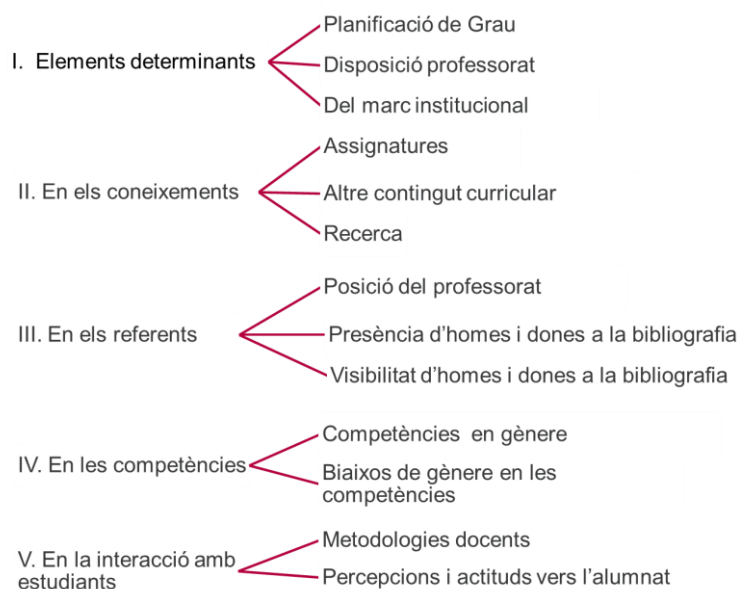 I. Elements determinants
Planificació de Grau
Disposició professorat
Del marc institucional
II. En els coneixements
Assignatures
Altre contingut curricular
Recerca
III. En els referents
Posició del professorat
Presència d'homes i dones a la bibliografia
Visibilitat d'homes i dones a la bibliografia
IV. En les competències
Competències en gènere
Biaixos de gènere en les
competències
V. En la interacció amb
estudiants
Metodologies docents
Percepcions i actituds vers l'alumnat